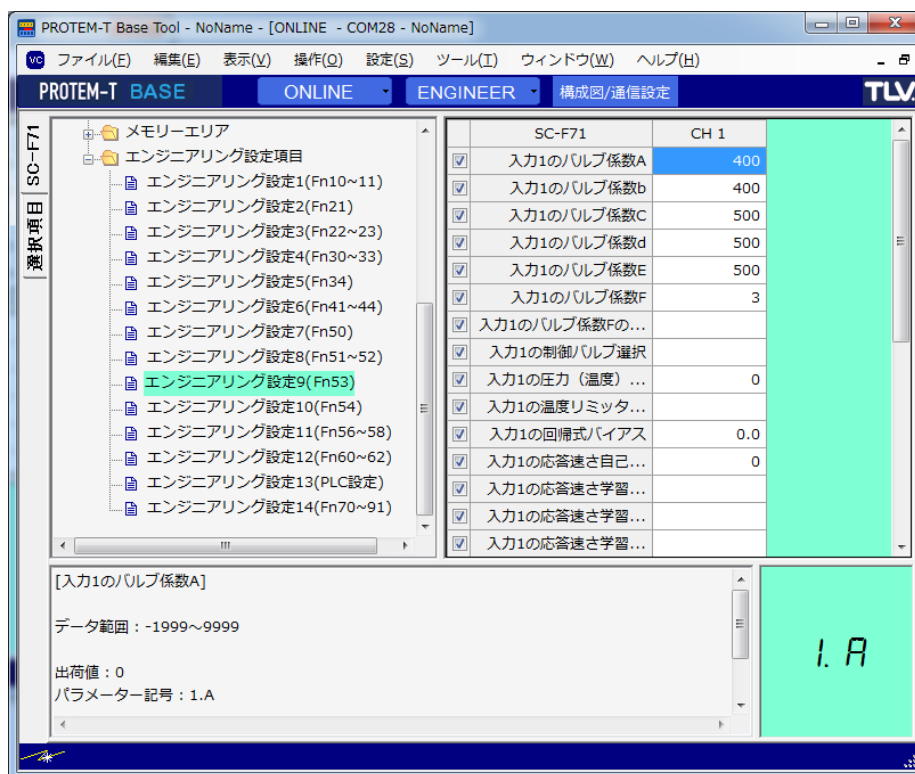 PROTEM-T Base Tool - NoName - [ONLINE - COM28 - NoName]
VC ファイル(F) 編集(E) 表示(V) 操作(O) 設定(S) ツール(T) ウィンドウ(W) ヘルプ(H)
PROTEM-T BASE ONLINE ENGINEER 構成図/通信設定 TLV
SC-F71
選択項目
メモリーエリア
エンジニアリング設定項目
エンジニアリング設定1(Fn10~11)
エンジニアリング設定2(Fn21)
エンジニアリング設定3(Fn22~23)
エンジニアリング設定4(Fn30~33)
エンジニアリング設定5(Fn34)
エンジニアリング設定6(Fn41~44)
エンジニアリング設定7(Fn50)
エンジニアリング設定8(Fn51~52)
エンジニアリング設定9(Fn53)
エンジニアリング設定10(Fn54)
エンジニアリング設定11(Fn56~58)
エンジニアリング設定12(Fn60~62)
エンジニアリング設定13(PLC設定)
エンジニアリング設定14(Fn70~91)
SC-F71 CH 1
入力1のバルブ係数A 400
入力1のバルブ係数b 400
入力1のバルブ係数C 500
入力1のバルブ係数d 500
入力1のバルブ係数E 500
入力1のバルブ係数F 3
入力1のバルブ係数Fの...
入力1の制御バルブ選択
入力1の圧力（温度）... 0
入力1の温度リミッタ...
入力1の回帰式バイアス 0.0
入力1の応答速さ自己... 0
入力1の応答速さ学習...
入力1の応答速さ学習...
入力1の応答速さ学習...
[入力1のバルブ係数A]
データ範囲：-1999～9999
出荷値：0
パラメーター記号：1.A
1. A